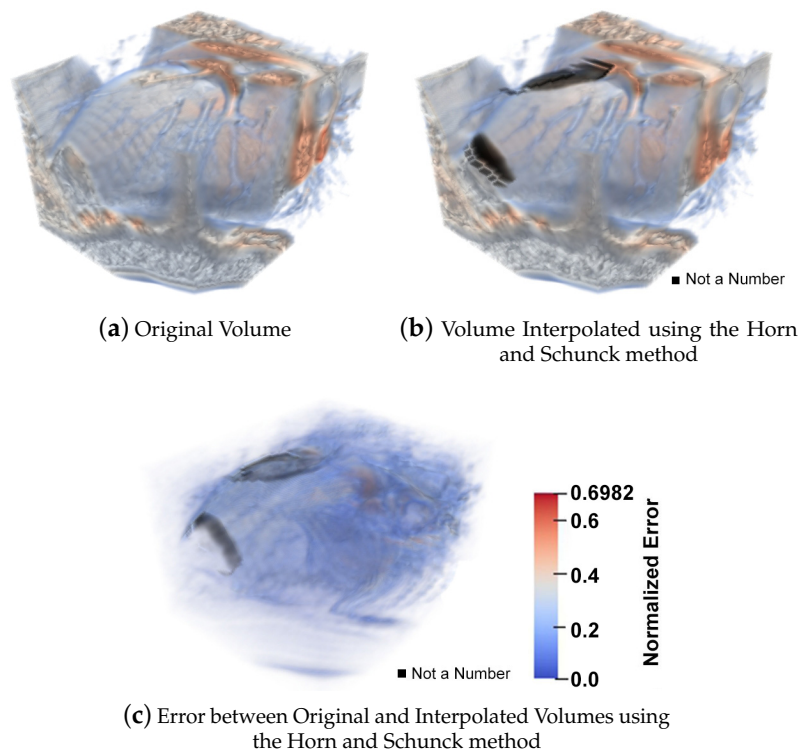 ■ Not a Number
(a) Original Volume
(b) Volume Interpolated using the Horn
and Schunck method
0.6982
0.6
0.4
0.2
0.0
Normalized Error
■ Not a Number
(c) Error between Original and Interpolated Volumes using
the Horn and Schunck method